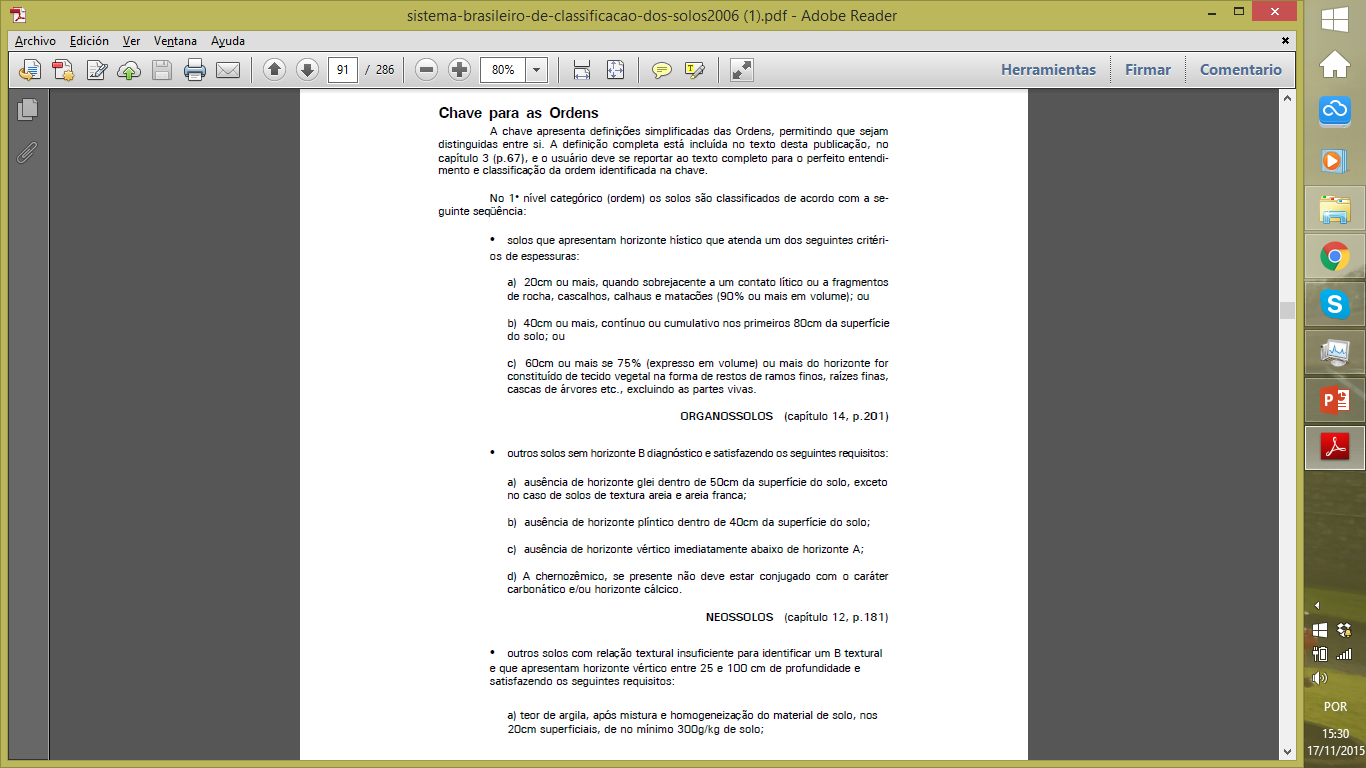 sistema-brasileiro-de-classificacao-dos-solos2006 (1).pdf - Adobe Reader
Archivo Edición Ver Ventana Ayuda
91 / 286 80% Herramientas Firmar Comentario
Chave para as Ordens
A chave apresenta definições simplificadas das Ordens, permitindo que sejam
distinguidas entre si. A definição completa está incluída no texto desta publicação, no
capítulo 3 (p.67), e o usuário deve se reportar ao texto completo para o perfeito entendi-
mento e classificação da ordem identificada na chave.
No 1º nível categórico (ordem) os solos são classificados de acordo com a se-
guinte seqüência:
• solos que apresentam horizonte hístico que atenda um dos seguintes critéri-
os de espessuras:
a) 20cm ou mais, quando sobrejacente a um contato lítico ou a fragmentos
de rocha, cascalhos, calhaus e matacões (90% ou mais em volume); ou
b) 40cm ou mais, contínuo ou cumulativo nos primeiros 80cm da superfície
do solo; ou
c) 60cm ou mais se 75% (expresso em volume) ou mais do horizonte for
constituído de tecido vegetal na forma de restos de ramos finos, raízes finas,
cascas de árvores etc., excluindo as partes vivas.
ORGANOSSOLOS (capítulo 14, p.201)
• outros solos sem horizonte B diagnóstico e satisfazendo os seguintes requisitos:
a) ausência de horizonte glei dentro de 50cm da superfície do solo, exceto
no caso de solos de textura areia e areia franca;
b) ausência de horizonte plíntico dentro de 40cm da superfície do solo;
c) ausência de horizonte vértico imediatamente abaixo de horizonte A;
d) A chernozêmico, se presente não deve estar conjugado com o caráter
carbonático e/ou horizonte cálcico.
NEOSSOLOS (capítulo 12, p.181)
• outros solos com relação textural insuficiente para identificar um B textural
e que apresentam horizonte vértico entre 25 e 100 cm de profundidade e
satisfazendo os seguintes requisitos:
a) teor de argila, após mistura e homogeneização do material de solo, nos
20cm superficiais, de no mínimo 300g/kg de solo;
POR
15:30
17/11/2015